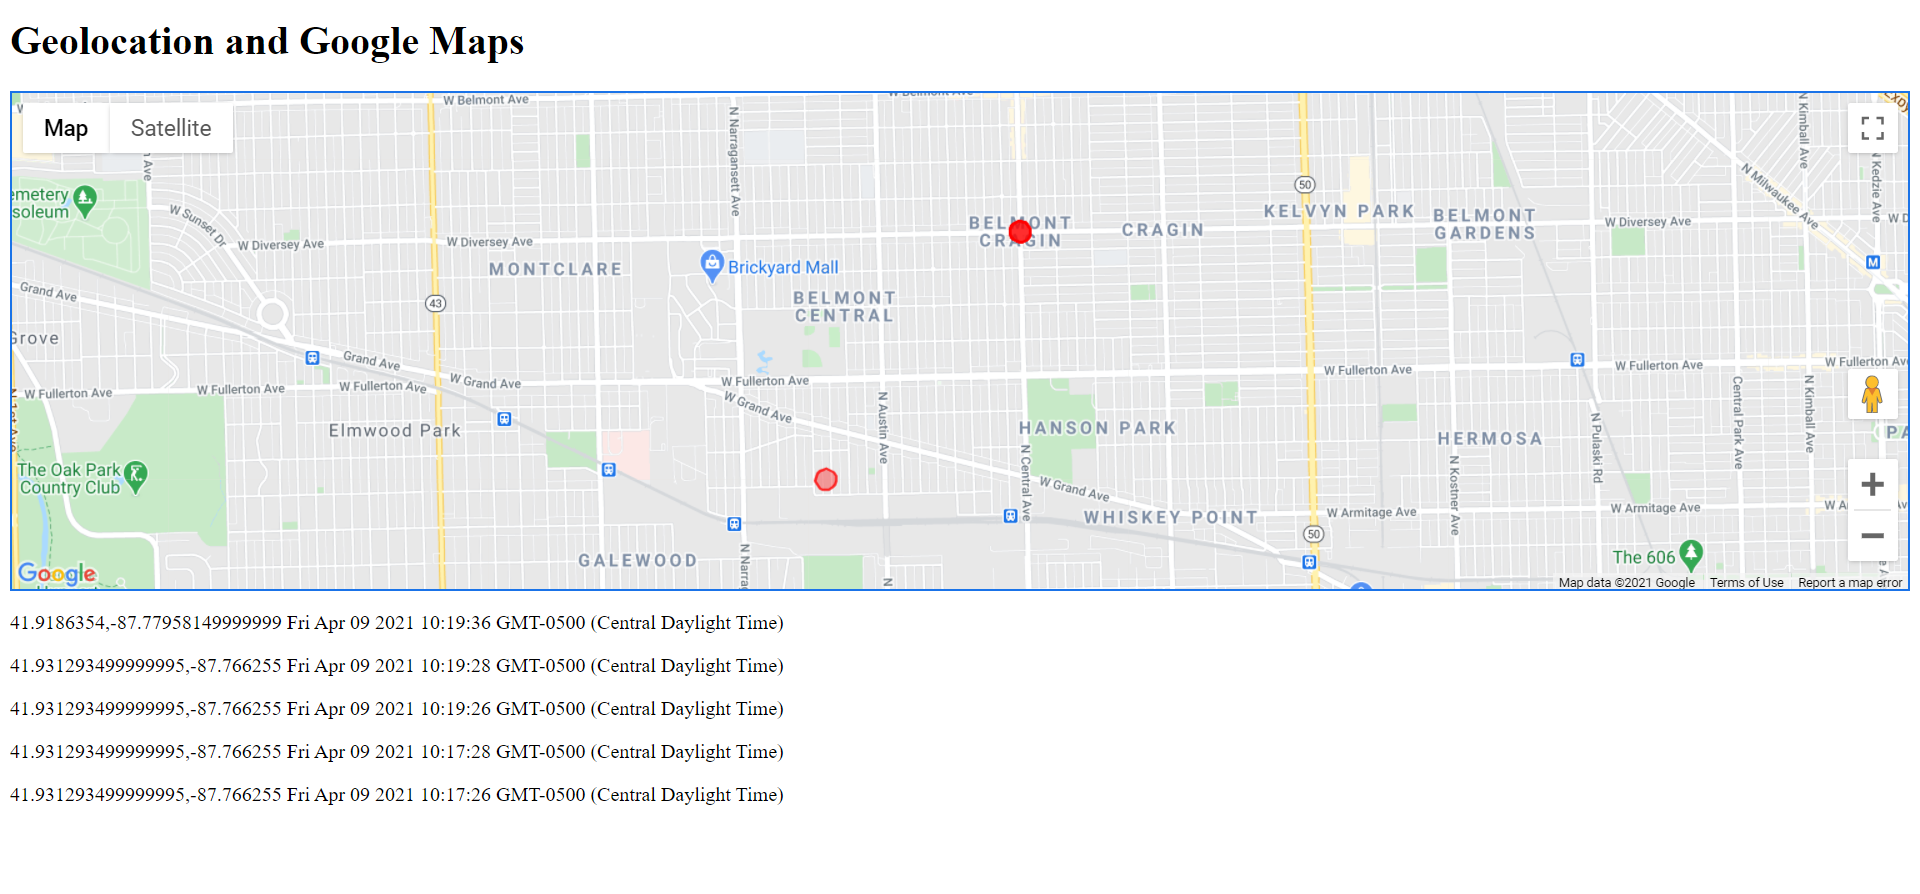 Geolocation and Google Maps
Map
Satellite
W Belmont Ave
N Narragansett Ave
N Kimball Ave
N Kedzie Ave
N Milwaukee Ave
emetery
soleum
W Sunset Dr
W Diversey Ave
W Diversey Ave
MONTCLARE
Brickyard Mall
BELMONT
CENTRAL
BELMONT
CRAGIN
CRAGIN
50
KELVYN PARK
BELMONT
GARDENS
W Diversey Ave
W D
M
Grand Ave
43
Grove
Grand Ave
W Grand Ave
W Fullerton Ave
W Fullerton Ave
W Fullerton Ave
W Fullerton Ave
W Fullerton Ave
W Fullerton Ave
W Fullerton Av
W Grand Ave
N Austin Ave
Elmwood Park
HANSON PARK
HERMOSA
N Pulaski Rd
Central Park Ave
N Kimball Ave
PA
The Oak Park
Country Club
N Central Ave
W Grand Ave
N Kostner Ave
WHISKEY POINT
W Armitage Ave
W Armitage Ave
50
GALEWOOD
N Narra
N
The 606
Google
Map data ©2021 Google
Terms of Use
Report a map error
41.9186354,-87.77958149999999 Fri Apr 09 2021 10:19:36 GMT-0500 (Central Daylight Time)
41.931293499999995,-87.766255 Fri Apr 09 2021 10:19:28 GMT-0500 (Central Daylight Time)
41.931293499999995,-87.766255 Fri Apr 09 2021 10:19:26 GMT-0500 (Central Daylight Time)
41.931293499999995,-87.766255 Fri Apr 09 2021 10:17:28 GMT-0500 (Central Daylight Time)
41.931293499999995,-87.766255 Fri Apr 09 2021 10:17:26 GMT-0500 (Central Daylight Time)